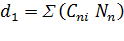 d₁ = Σ (Cₙᵢ Nₙ)